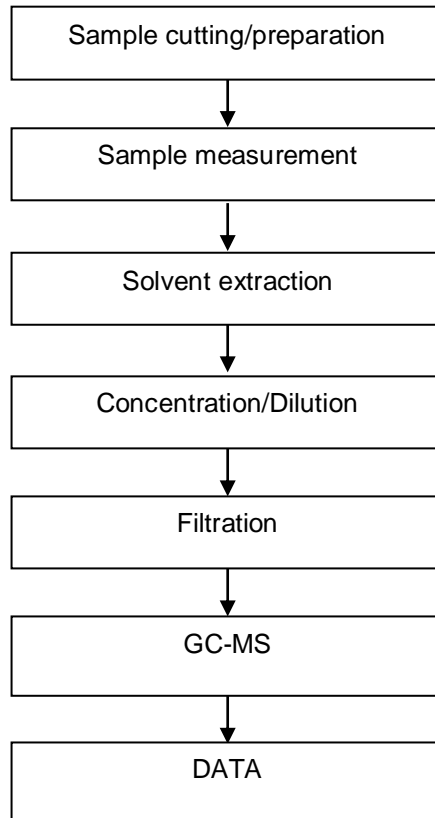 Sample cutting/preparation
Sample measurement
Solvent extraction
Concentration/Dilution
Filtration
GC-MS
DATA